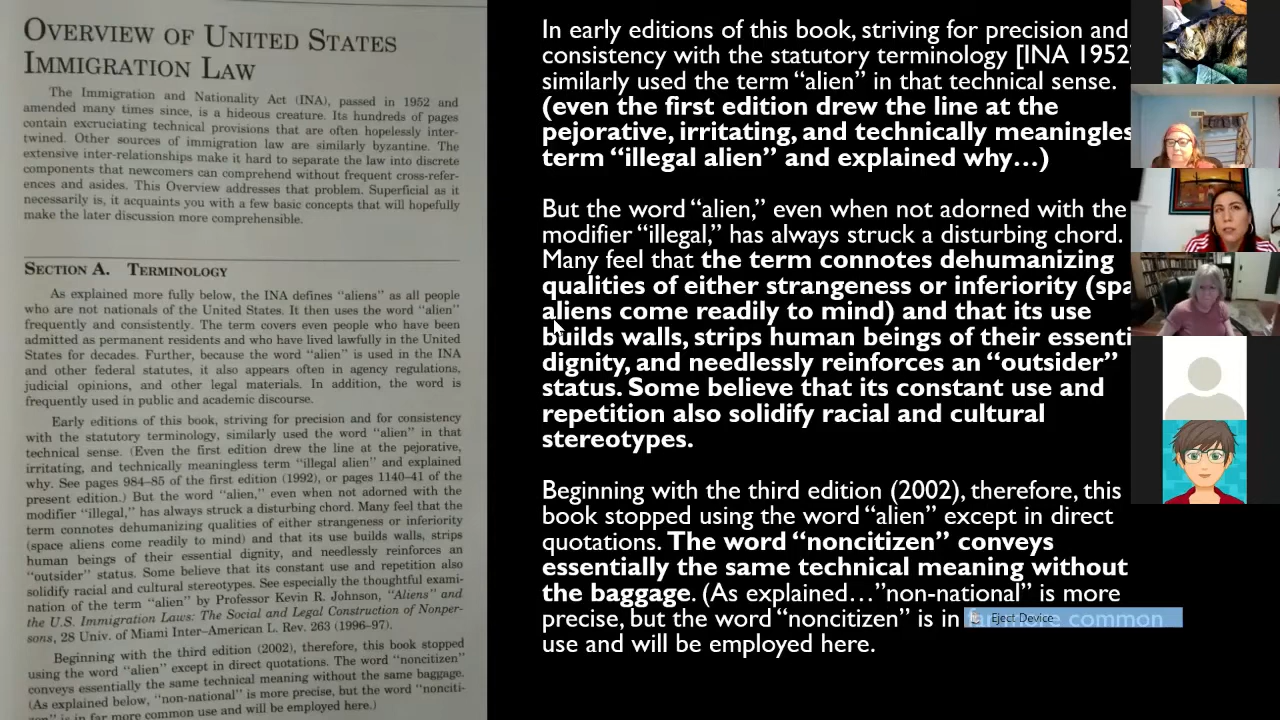 OVERVIEW OF UNITED STATES
IMMIGRATION LAW
The Immigration and Nationality Act (INA), passed in 1952 and
amended many times since, is a hideous creature. Its hundreds of pages
contain excruciating technical provisions that are often hopelessly inter-
twined. Other sources of immigration law are similarly byzantine. The
extensive inter-relationships make it hard to separate the law into discrete
components that newcomers can comprehend without frequent cross-refer-
ences and asides. This Overview addresses that problem. Superficial as it
necessarily is, it acquaints you with a few basic concepts that will hopefully
make the later discussion more comprehensible.
SECTION A. TERMINOLOGY
As explained more fully below, the INA defines “aliens” as all people
who are not nationals of the United States. It then uses the word “alien”
frequently and consistently. The term covers even people who have been
admitted as permanent residents and who have lived lawfully in the United
States for decades. Further, because the word “alien” is used in the INA
and other federal statutes, it also appears often in agency regulations,
judicial opinions, and other legal materials. In addition, the word is
frequently used in public and academic discourse.
Early editions of this book, striving for precision and for consistency
with the statutory terminology, similarly used the word “alien” in that
technical sense. (Even the first edition drew the line at the pejorative,
irritating, and technically meaningless term “illegal alien” and explained
why. See pages 984–85 of the first edition (1992), or pages 1140–41 of the
present edition.) But the word “alien,” even when not adorned with the
modifier “illegal,” has always struck a disturbing chord. Many feel that the
term connotes dehumanizing qualities of either strangeness or inferiority
(space aliens come readily to mind) and that its use builds walls, strips
human beings of their essential dignity, and needlessly reinforces an
“outsider” status. Some believe that its constant use and repetition also
solidify racial and cultural stereotypes. See especially the thoughtful exami-
nation of the term “alien” by Professor Kevin R. Johnson, “Aliens” and
the U.S. Immigration Laws: The Social and Legal Construction of Nonper-
sons, 28 Univ. of Miami Inter–American L. Rev. 263 (1996–97).
Beginning with the third edition (2002), therefore, this book stopped
using the word “alien” except in direct quotations. The word “noncitizen”
conveys essentially the same technical meaning without the same baggage.
(As explained below, “non-national” is more precise, but the word “nonciti-
zen” is in far more common use and will be employed here.)
In early editions of this book, striving for precision and
consistency with the statutory terminology [INA 1952]
similarly used the term “alien” in that technical sense.
(even the first edition drew the line at the
pejorative, irritating, and technically meaningles
term “illegal alien” and explained why…)
But the word “alien,” even when not adorned with the
modifier “illegal,” has always struck a disturbing chord.
Many feel that the term connotes dehumanizing
qualities of either strangeness or inferiority (spa
aliens come readily to mind) and that its use
builds walls, strips human beings of their essenti
dignity, and needlessly reinforces an “outsider”
status. Some believe that its constant use and
repetition also solidify racial and cultural
stereotypes.
Beginning with the third edition (2002), therefore, this
book stopped using the word “alien” except in direct
quotations. The word “noncitizen” conveys
essentially the same technical meaning without
the baggage. (As explained…”non-national” is more
precise, but the word “noncitizen” is in far more common
use and will be employed here.
Eject Device